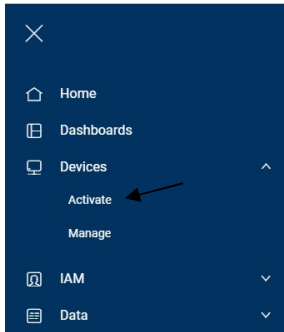 Home
Dashboards
Devices
Activate
Manage
IAM
Data